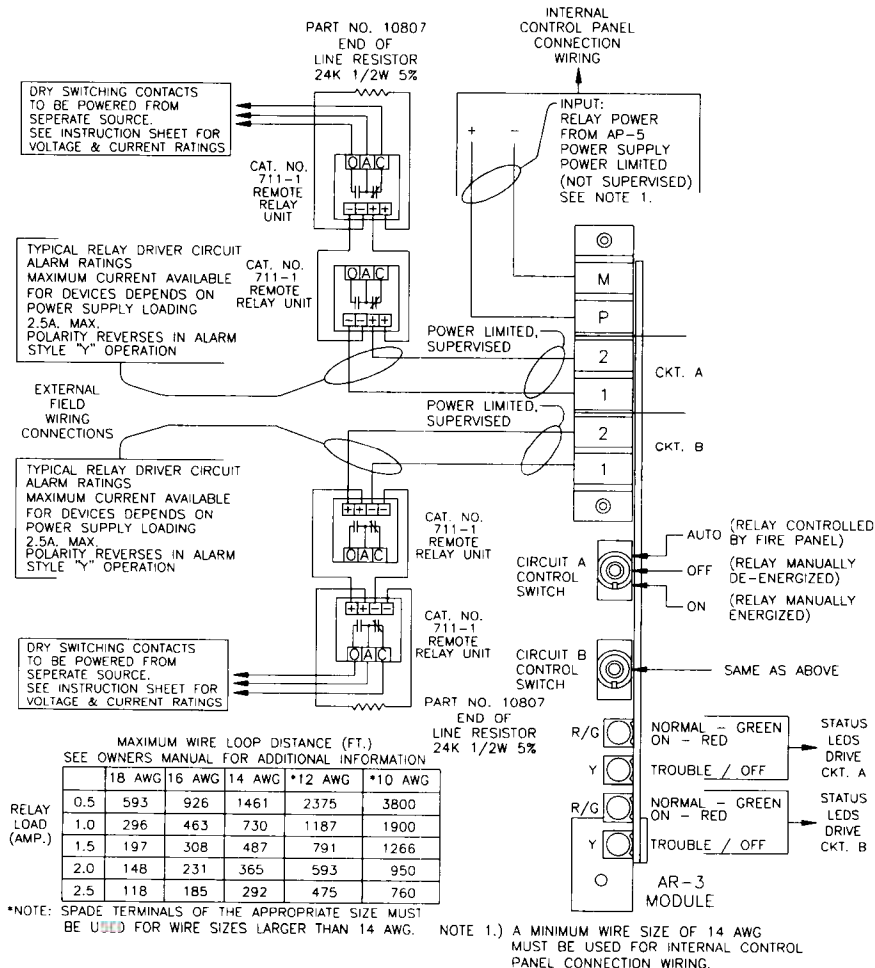 PART NO. 10807
END OF
LINE RESISTOR
24K 1/2W 5%
INTERNAL
CONTROL PANEL
CONNECTION
WIRING
DRY SWITCHING CONTACTS
TO BE POWERED FROM
SEPERATE SOURCE.
SEE INSTRUCTION SHEET FOR
VOLTAGE & CURRENT RATINGS
O A C
CAT. NO.
711-1
REMOTE
RELAY
UNIT
- - + +
+ -
INPUT:
RELAY POWER
FROM AP-5
POWER SUPPLY
POWER LIMITED
(NOT SUPERVISED)
SEE NOTE 1.
TYPICAL RELAY DRIVER CIRCUIT
ALARM RATINGS
MAXIMUM CURRENT AVAILABLE
FOR DEVICES DEPENDS ON
POWER SUPPLY LOADING
2.5A. MAX.
POLARITY REVERSES IN ALARM
STYLE "Y" OPERATION
CAT. NO.
711-1
REMOTE
RELAY UNIT
O A C
- - + +
M
P
2
1
2
1
POWER LIMITED,
SUPERVISED
CKT. A
POWER LIMITED,
SUPERVISED
CKT. B
EXTERNAL
FIELD
WIRING
CONNECTIONS
TYPICAL RELAY DRIVER CIRCUIT
ALARM RATINGS
MAXIMUM CURRENT AVAILABLE
FOR DEVICES DEPENDS ON
POWER SUPPLY LOADING
2.5A. MAX.
POLARITY REVERSES IN ALARM
STYLE "Y" OPERATION
+ + - -
O A C
CAT. NO.
711-1
REMOTE
RELAY UNIT
+ + - -
O A C
CAT. NO.
711-1
REMOTE
RELAY UNIT
DRY SWITCHING CONTACTS
TO BE POWERED FROM
SEPERATE SOURCE.
SEE INSTRUCTION SHEET FOR
VOLTAGE & CURRENT RATINGS
PART NO. 10807
END OF
LINE RESISTOR
24K 1/2W 5%
CIRCUIT A
CONTROL
SWITCH
AUTO (RELAY CONTROLLED
BY FIRE PANEL)
OFF (RELAY MANUALLY
DE-ENERGIZED)
ON (RELAY MANUALLY
ENERGIZED)
CIRCUIT B
CONTROL
SWITCH
SAME AS ABOVE
R/G NORMAL - GREEN
ON - RED
Y TROUBLE / OFF
STATUS
LEDS
DRIVE
CKT. A
R/G NORMAL - GREEN
ON - RED
Y TROUBLE / OFF
STATUS
LEDS
DRIVE
CKT. B
AR-3
MODULE
MAXIMUM WIRE LOOP DISTANCE (FT.)
SEE OWNERS MANUAL FOR ADDITIONAL INFORMATION
18 AWG 16 AWG 14 AWG *12 AWG *10 AWG
RELAY
LOAD
(AMP.)
0.5 593 926 1461 2375 3800
1.0 296 463 730 1187 1900
1.5 197 308 487 791 1266
2.0 148 231 365 593 950
2.5 118 185 292 475 760
*NOTE: SPADE TERMINALS OF THE APPROPRIATE SIZE MUST
BE USED FOR WIRE SIZES LARGER THAN 14 AWG.
NOTE 1.) A MINIMUM WIRE SIZE OF 14 AWG
MUST BE USED FOR INTERNAL CONTROL
PANEL CONNECTION WIRING.